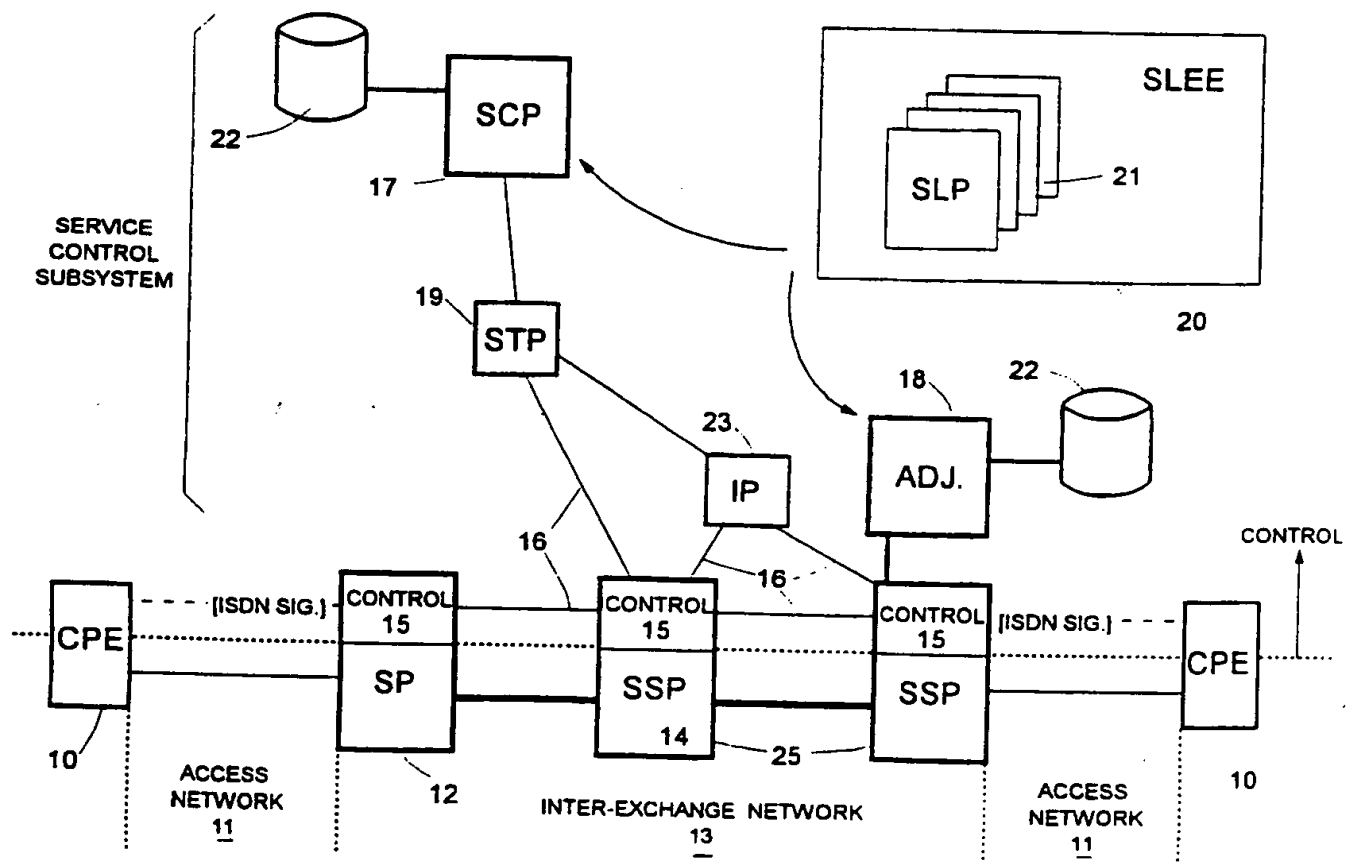 SERVICE
CONTROL
SUBSYSTEM
22
SCP
17
SLEE
SLP
21
20
19
STP
16
23
IP
16
18
ADJ.
22
CONTROL
CPE
10
[ISDN SIG.]
CONTROL
15
SP
12
CONTROL
15
SSP
14
25
CONTROL
15
SSP
[ISDN SIG.]
CPE
10
ACCESS
NETWORK
11
INTER-EXCHANGE NETWORK
13
ACCESS
NETWORK
11